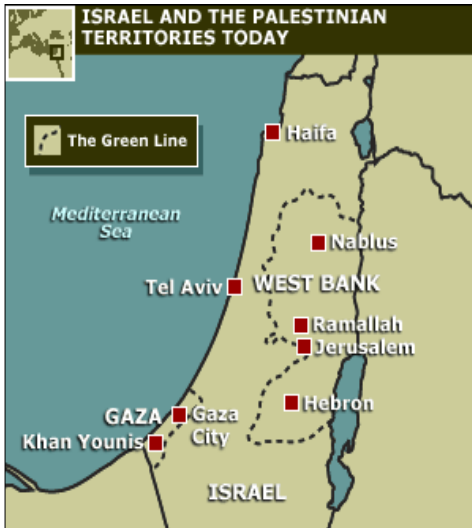 ISRAEL AND THE PALESTINIAN
TERRITORIES TODAY
The Green Line
Haifa
Mediterranean
Sea
Nablus
Tel Aviv
WEST BANK
Ramallah
Jerusalem
Hebron
GAZA
Gaza
City
Khan Younis
ISRAEL